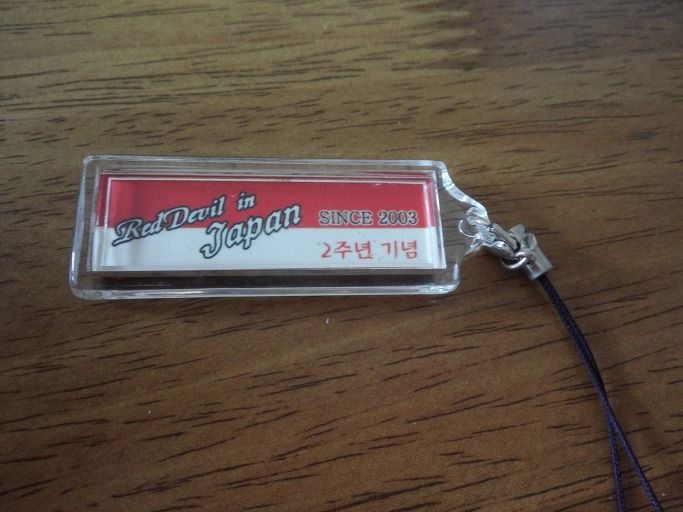 Red Devil in
Japan
SINCE 2003
2주년 기념